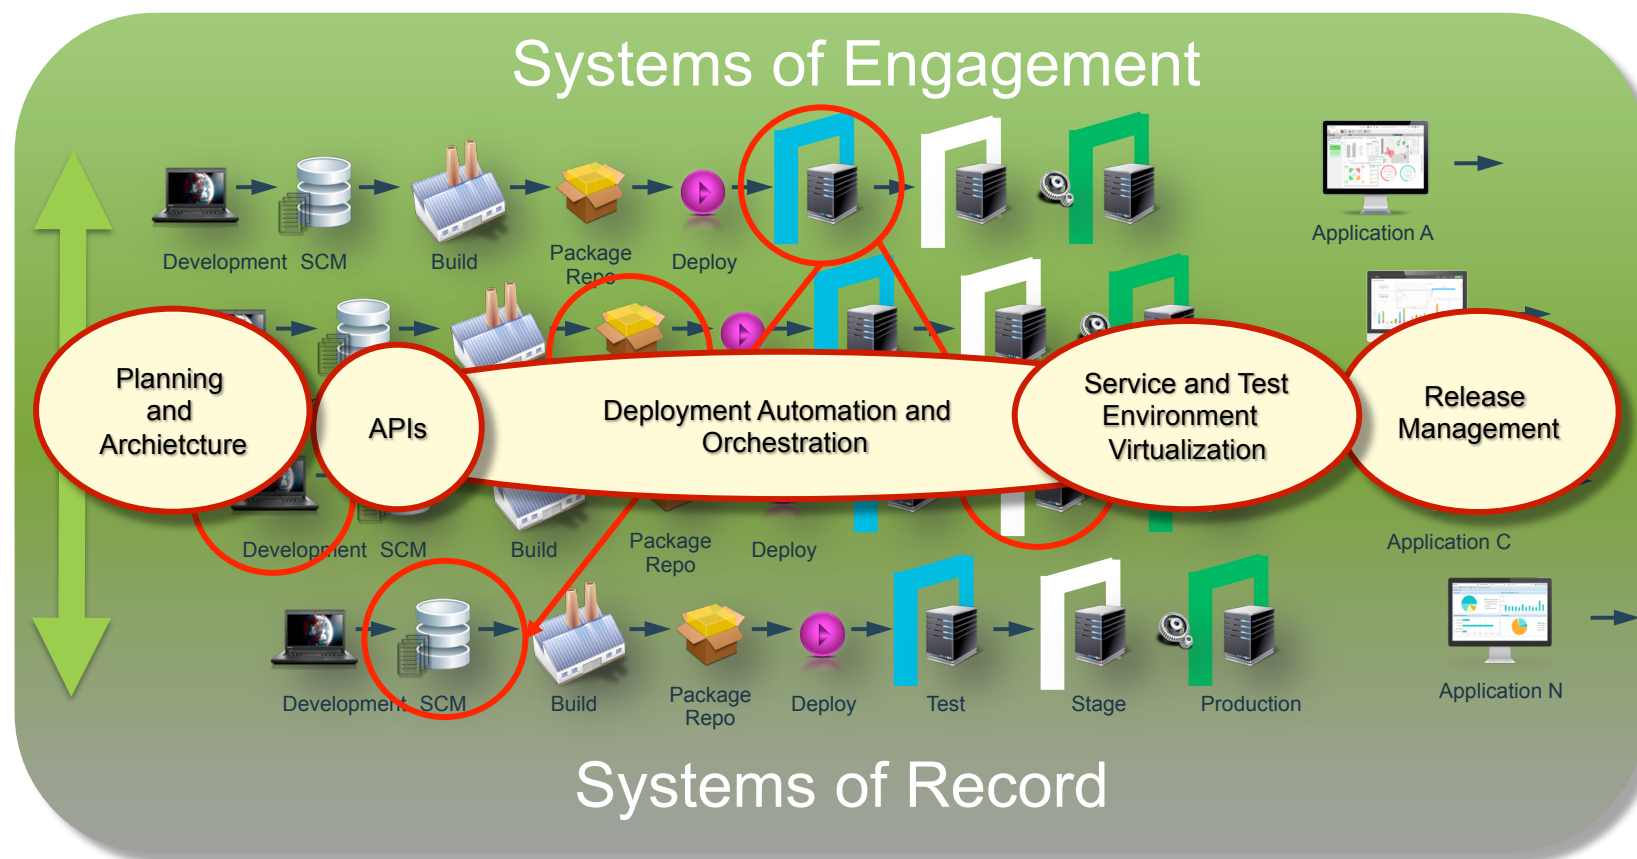 Systems of Engagement
Development SCM
Build
Package
Repo
Deploy
Application A
Planning
and
Archietcture
APIs
Deployment Automation and
Orchestration
Service and Test
Environment
Virtualization
Release
Management
Development SCM
Build
Package
Repo
Deploy
Application C
Development SCM
Build
Package
Repo
Deploy
Test
Stage
Production
Application N
Systems of Record